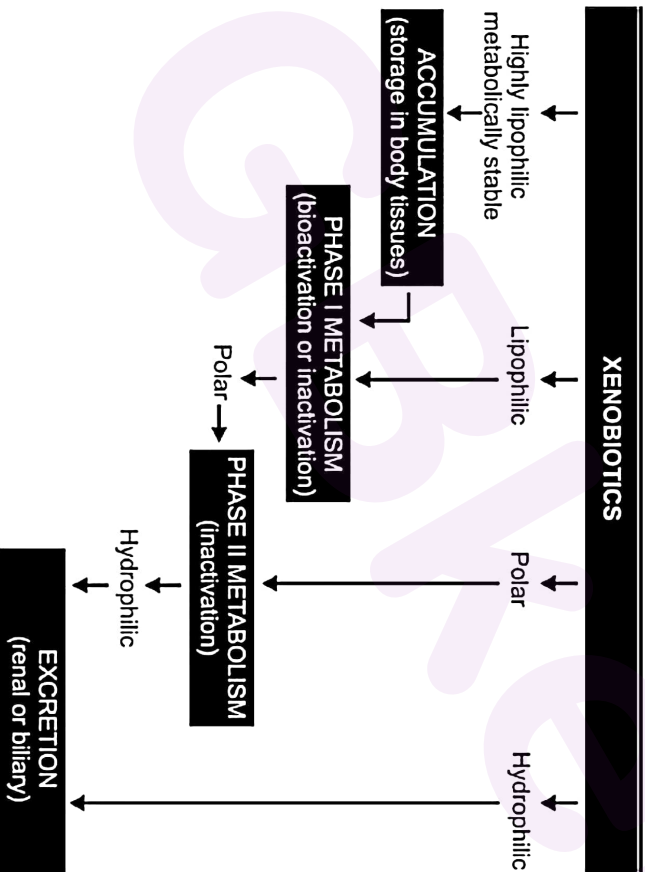 XENOBIOTICS
Highly lipophilic
metabolically stable
Lipophilic
Polar
Hydrophilic
ACCUMULATION
(storage in body tissues)
PHASE I METABOLISM
(bioactivation or inactivation)
Polar
PHASE II METABOLISM
(inactivation)
Hydrophilic
EXCRETION
(renal or biliary)
GBKe